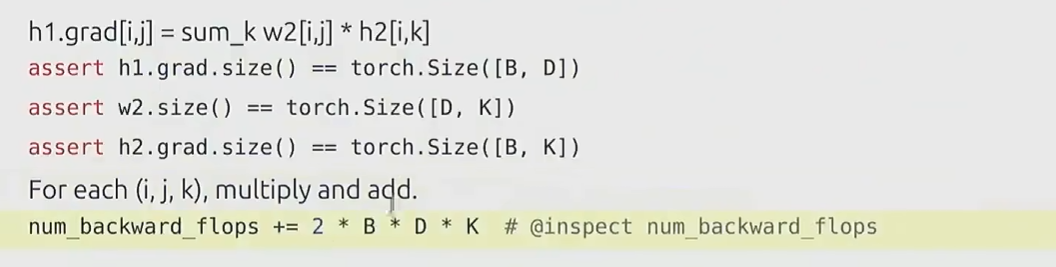 h1.grad[i,j] = sum_k w2[i,j] * h2[i,k]
assert h1.grad.size() == torch.Size([B, D])
assert w2.size() == torch.Size([D, K])
assert h2.grad.size() == torch.Size([B, K])
For each (i, j, k), multiply and add.
num_backward_flops += 2 * B * D * K  # @inspect num_backward_flops